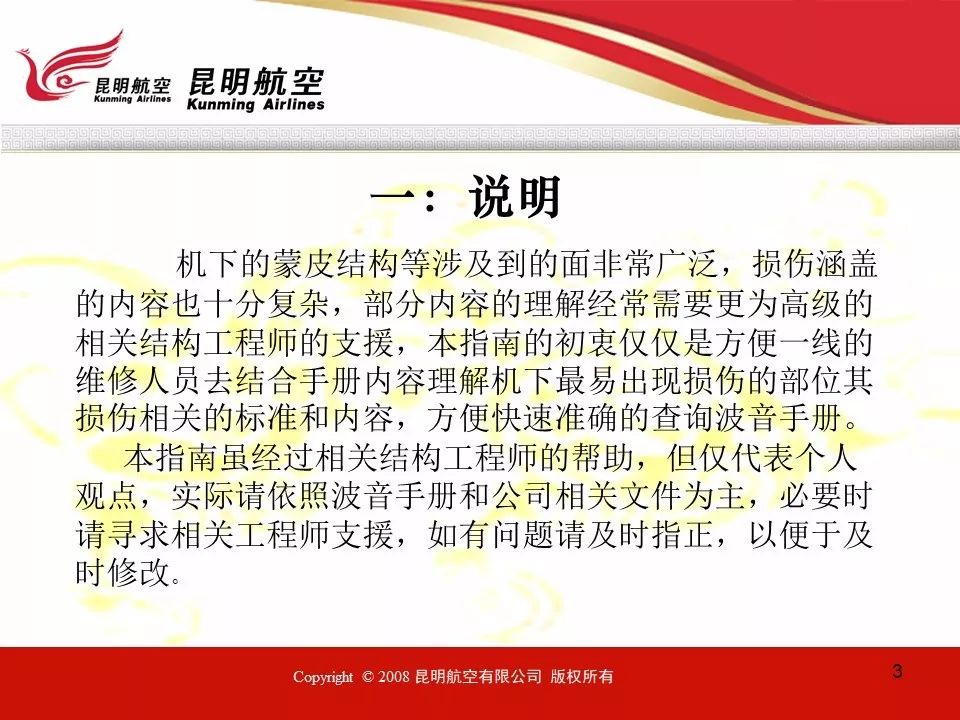 昆明航空
Kunming Airlines
昆明航空
Kunming Airlines
一：说明
机下的蒙皮结构等涉及到的面非常广泛，损伤涵盖
的内容也十分复杂，部分内容的理解经常需要更为高级的
相关结构工程师的支援，本指南的初衷仅仅是方便一线的
维修人员去结合手册内容理解机下最易出现损伤的部位其
损伤相关的标准和内容，方便快速准确的查询波音手册。
本指南虽经过相关结构工程师的帮助，但仅代表个人
观点，实际请依照波音手册和公司相关文件为主，必要时
请寻求相关工程师支援，如有问题请及时指正，以便于及
时修改。
Copyright © 2008 昆明航空有限公司 版权所有
3